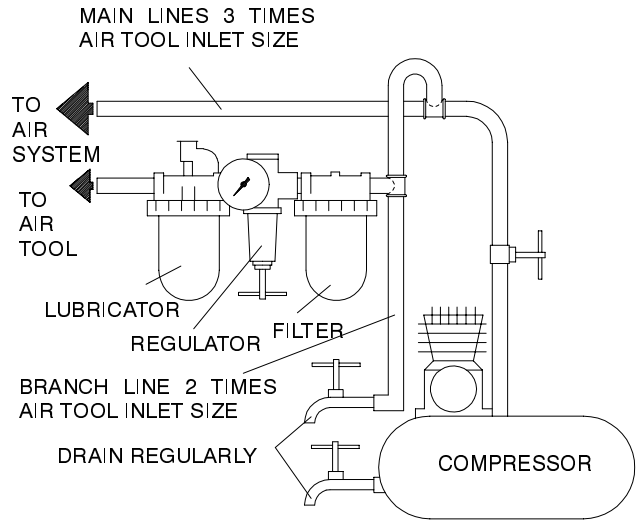 MAIN LINES 3 TIMES
AIR TOOL INLET SIZE
TO
AIR
SYSTEM
TO
AIR
TOOL
LUBRICATOR
REGULATOR
FILTER
BRANCH LINE 2 TIMES
AIR TOOL INLET SIZE
DRAIN REGULARLY
COMPRESSOR